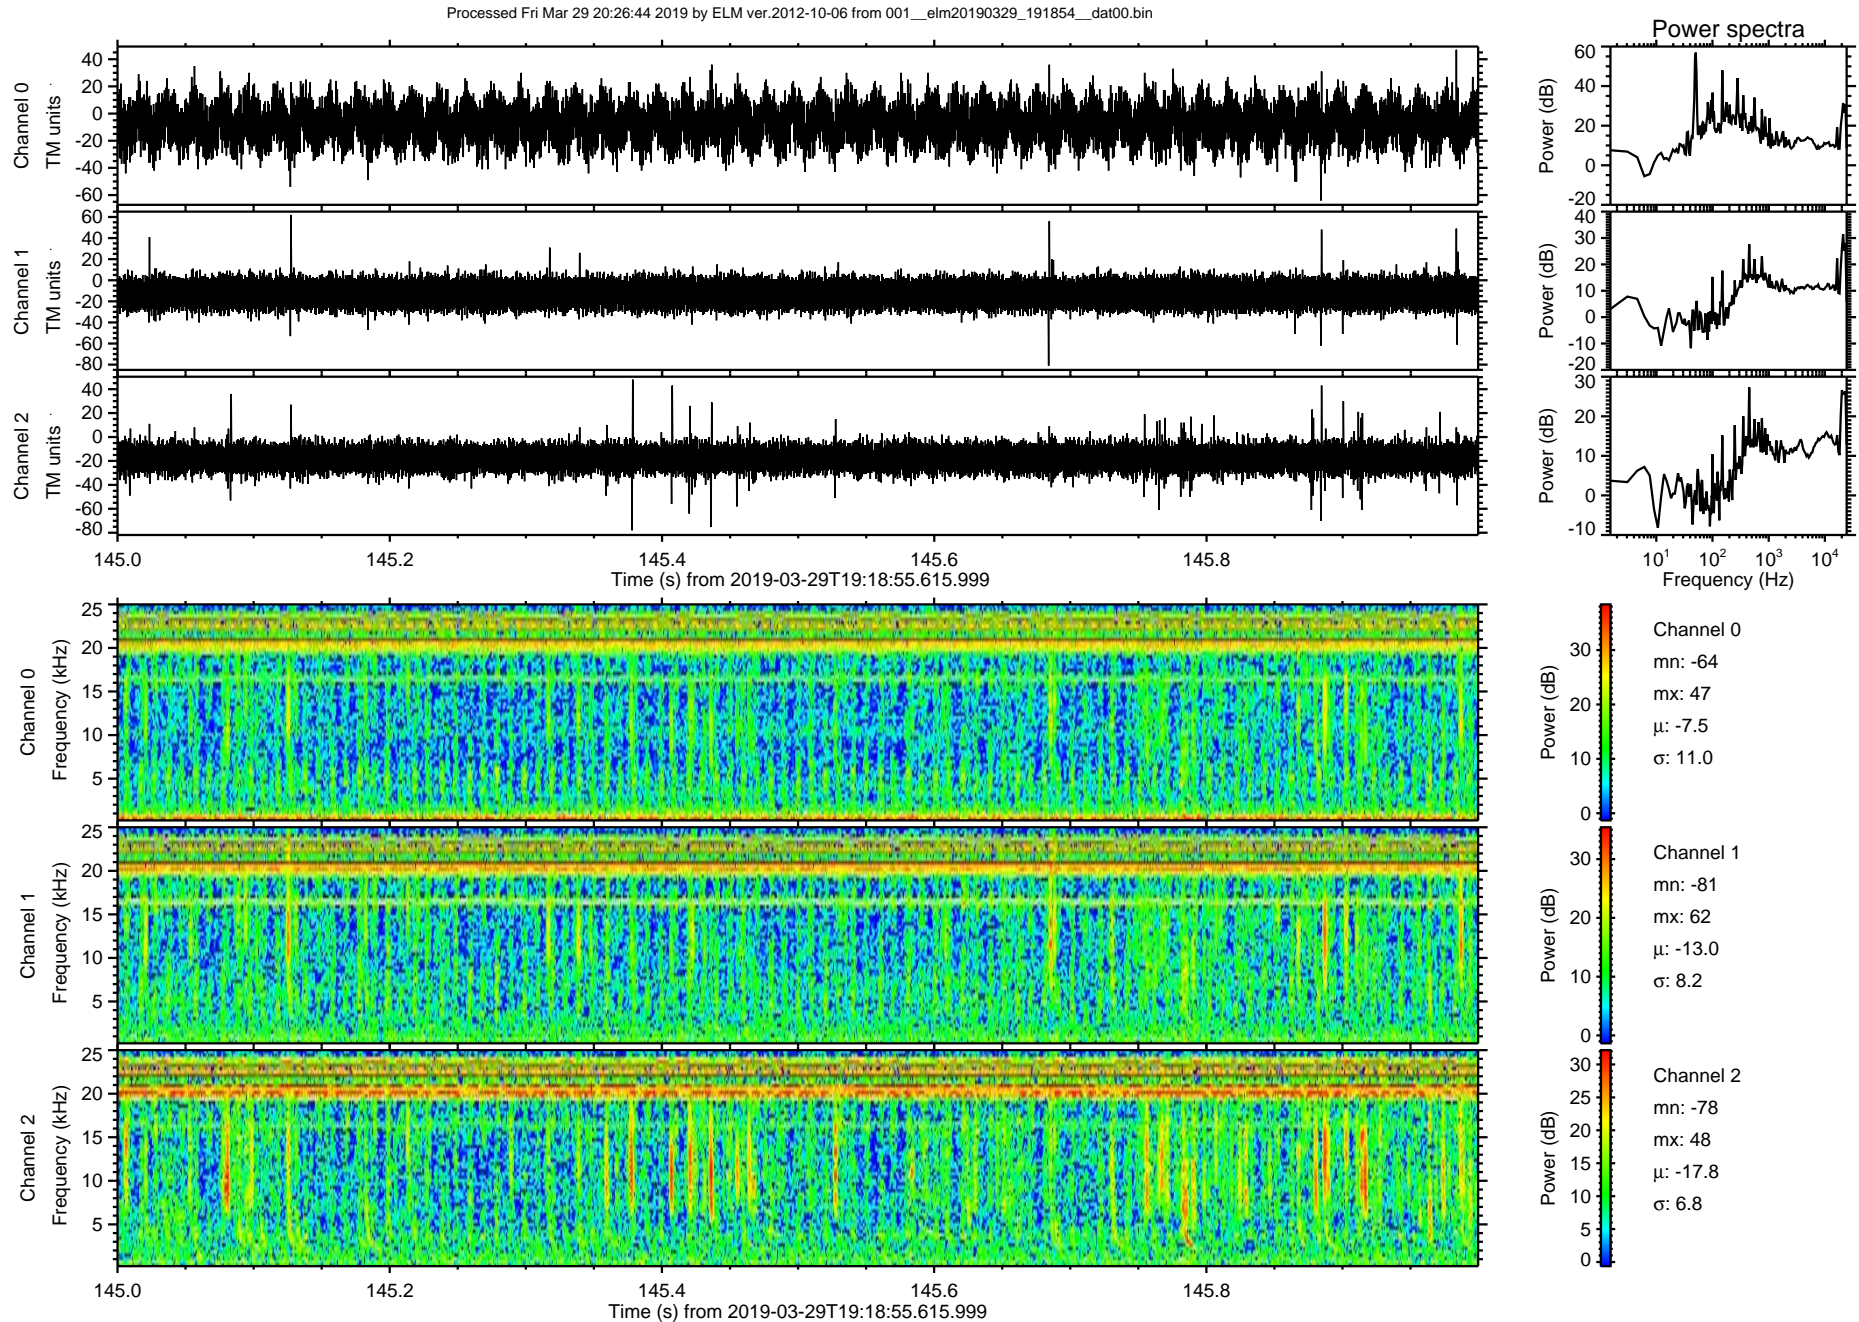 Processed Fri Mar 29 20:26:44 2019 by ELM ver.2012-10-06 from 001__elm20190329_191854__dat00.bin
Power spectra
Channel 0
TM units
40
20
0
-20
-40
-60
Power (dB)
60
40
20
0
-20
Channel 1
TM units
60
40
20
0
-20
-40
-60
-80
Power (dB)
40
30
20
10
0
-10
-20
Channel 2
TM units
40
20
0
-20
-40
-60
-80
Power (dB)
30
20
10
0
-10
145.0 145.2 145.4 145.6 145.8
Time (s) from 2019-03-29T19:18:55.615.999
10¹ 10² 10³ 10⁴
Frequency (Hz)
Channel 0
Frequency (kHz)
25
20
15
10
5
Power (dB)
30
20
10
0
Channel 0
mn: -64
mx: 47
μ: -7.5
σ: 11.0
Channel 1
Frequency (kHz)
25
20
15
10
5
Power (dB)
30
20
10
0
Channel 1
mn: -81
mx: 62
μ: -13.0
σ: 8.2
Channel 2
Frequency (kHz)
25
20
15
10
5
Power (dB)
30
25
20
15
10
5
0
Channel 2
mn: -78
mx: 48
μ: -17.8
σ: 6.8
145.0 145.2 145.4 145.6 145.8
Time (s) from 2019-03-29T19:18:55.615.999